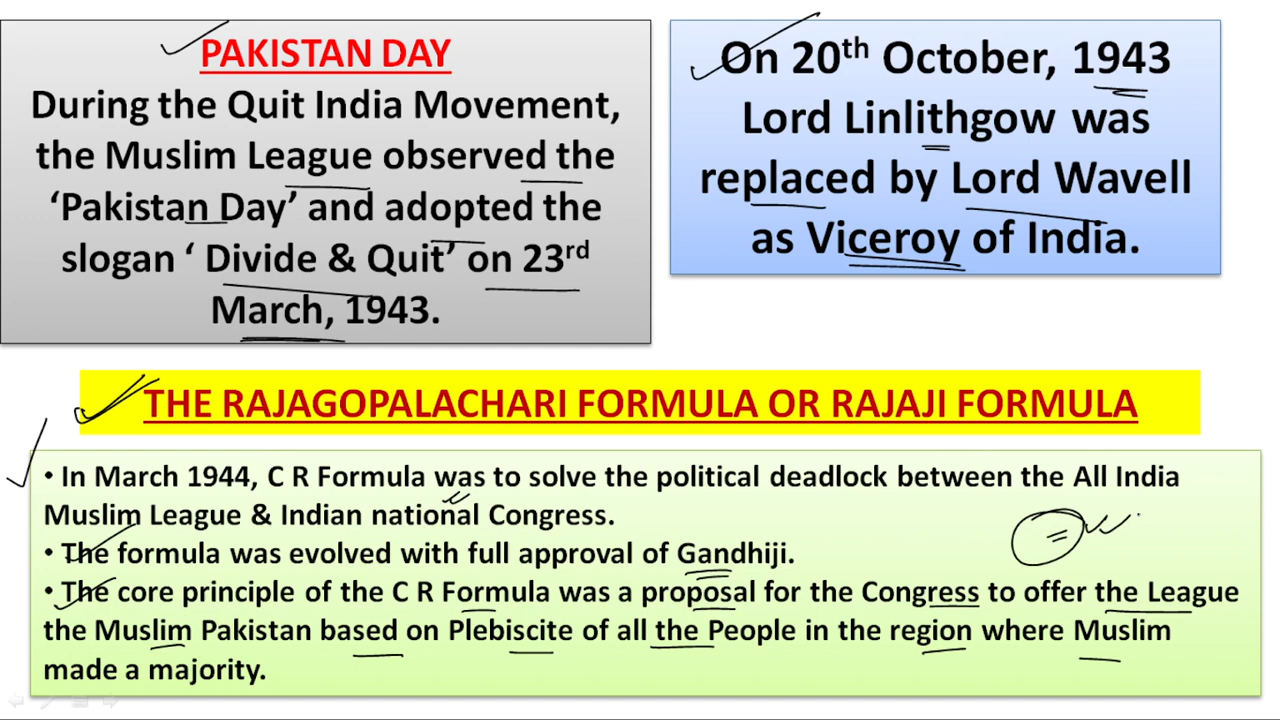 PAKISTAN DAY
During the Quit India Movement,
the Muslim League observed the
‘Pakistan Day’ and adopted the
slogan ‘ Divide & Quit’ on 23rd
March, 1943.
On 20th October, 1943
Lord Linlithgow was
replaced by Lord Wavell
as Viceroy of India.
THE RAJAGOPALACHARI FORMULA OR RAJAJI FORMULA
• In March 1944, C R Formula was to solve the political deadlock between the All India
Muslim League & Indian national Congress.
• The formula was evolved with full approval of Gandhiji.
• The core principle of the C R Formula was a proposal for the Congress to offer the League
the Muslim Pakistan based on Plebiscite of all the People in the region where Muslim
made a majority.